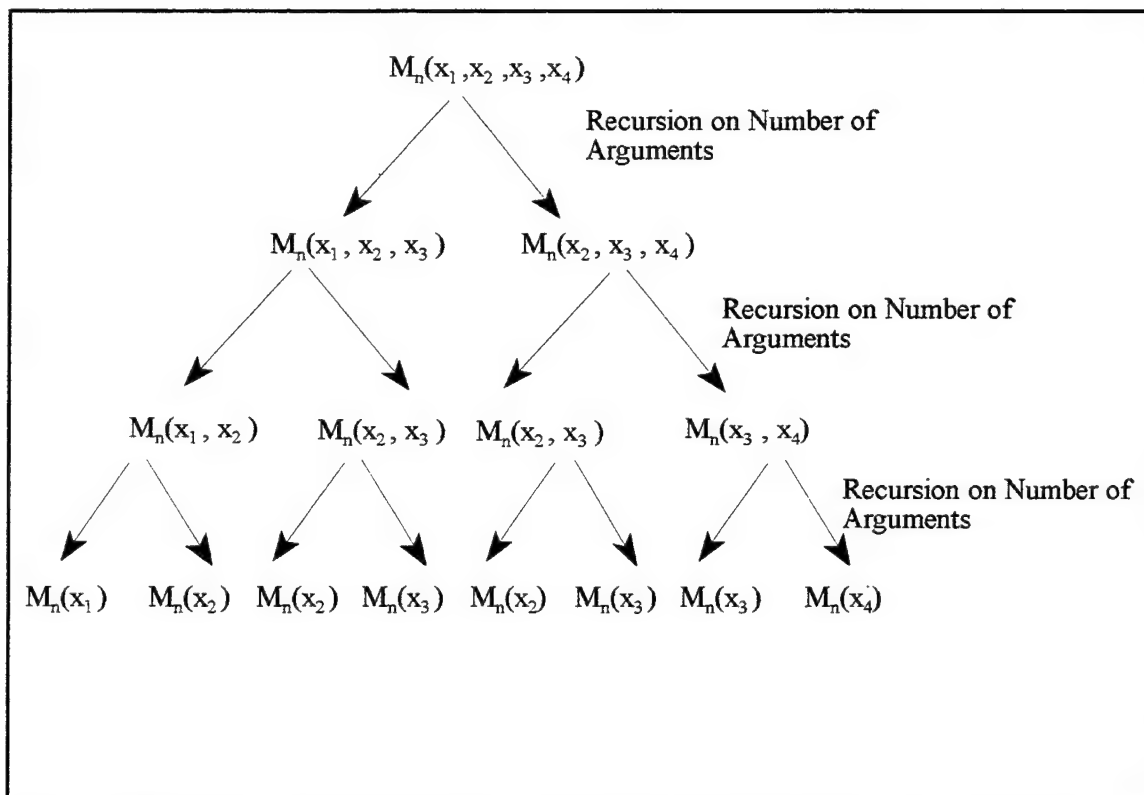 Mₙ(x₁ ,x₂ ,x₃ ,x₄)
Recursion on Number of
Arguments
Mₙ(x₁ , x₂ , x₃ ) Mₙ(x₂, x₃ , x₄)
Recursion on Number of
Arguments
Mₙ(x₁ , x₂ ) Mₙ(x₂ , x₃ ) Mₙ(x₂ , x₃ ) Mₙ(x₃ , x₄)
Recursion on Number of
Arguments
Mₙ(x₁) Mₙ(x₂) Mₙ(x₂) Mₙ(x₃) Mₙ(x₂) Mₙ(x₃) Mₙ(x₃) Mₙ(x₄)